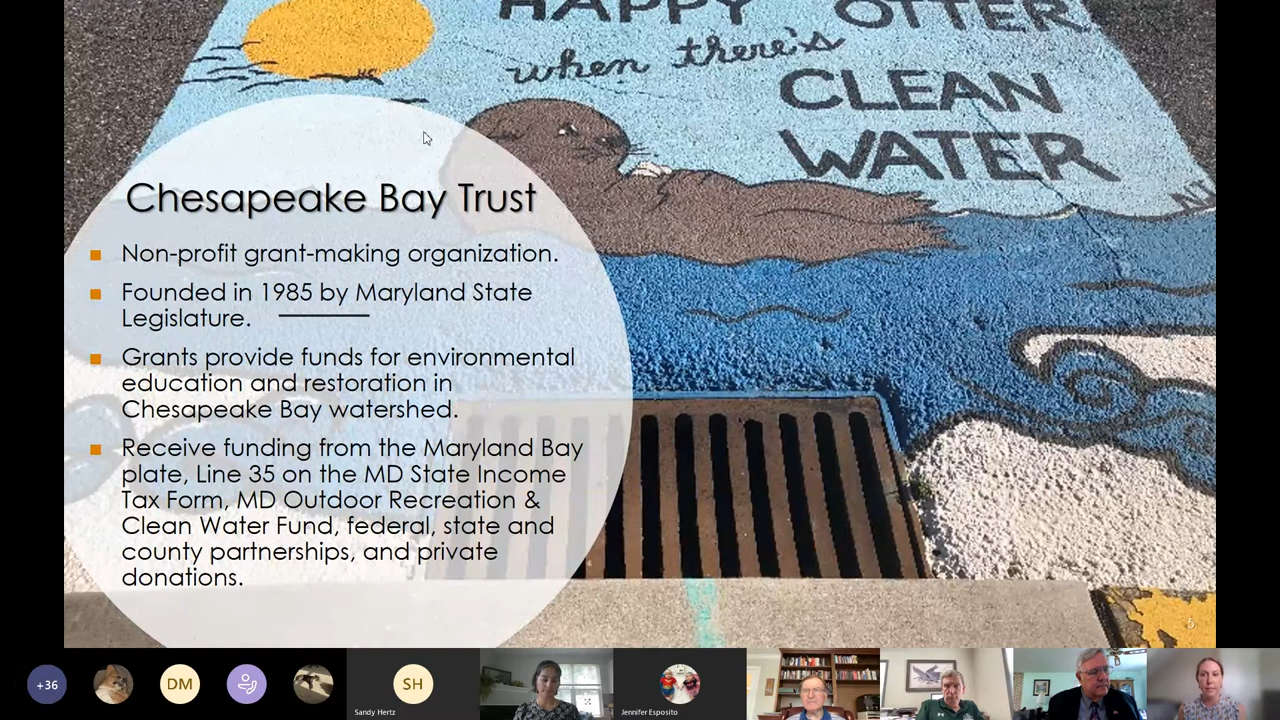 HAPPY OTTER
when there's
CLEAN
WATER
Chesapeake Bay Trust
Non-profit grant-making organization.
Founded in 1985 by Maryland State
Legislature.
Grants provide funds for environmental
education and restoration in
Chesapeake Bay watershed.
Receive funding from the Maryland Bay
plate, Line 35 on the MD State Income
Tax Form, MD Outdoor Recreation &
Clean Water Fund, federal, state and
county partnerships, and private
donations.
6
+36
DM
SH
Sandy Hertz
Jennifer Esposito